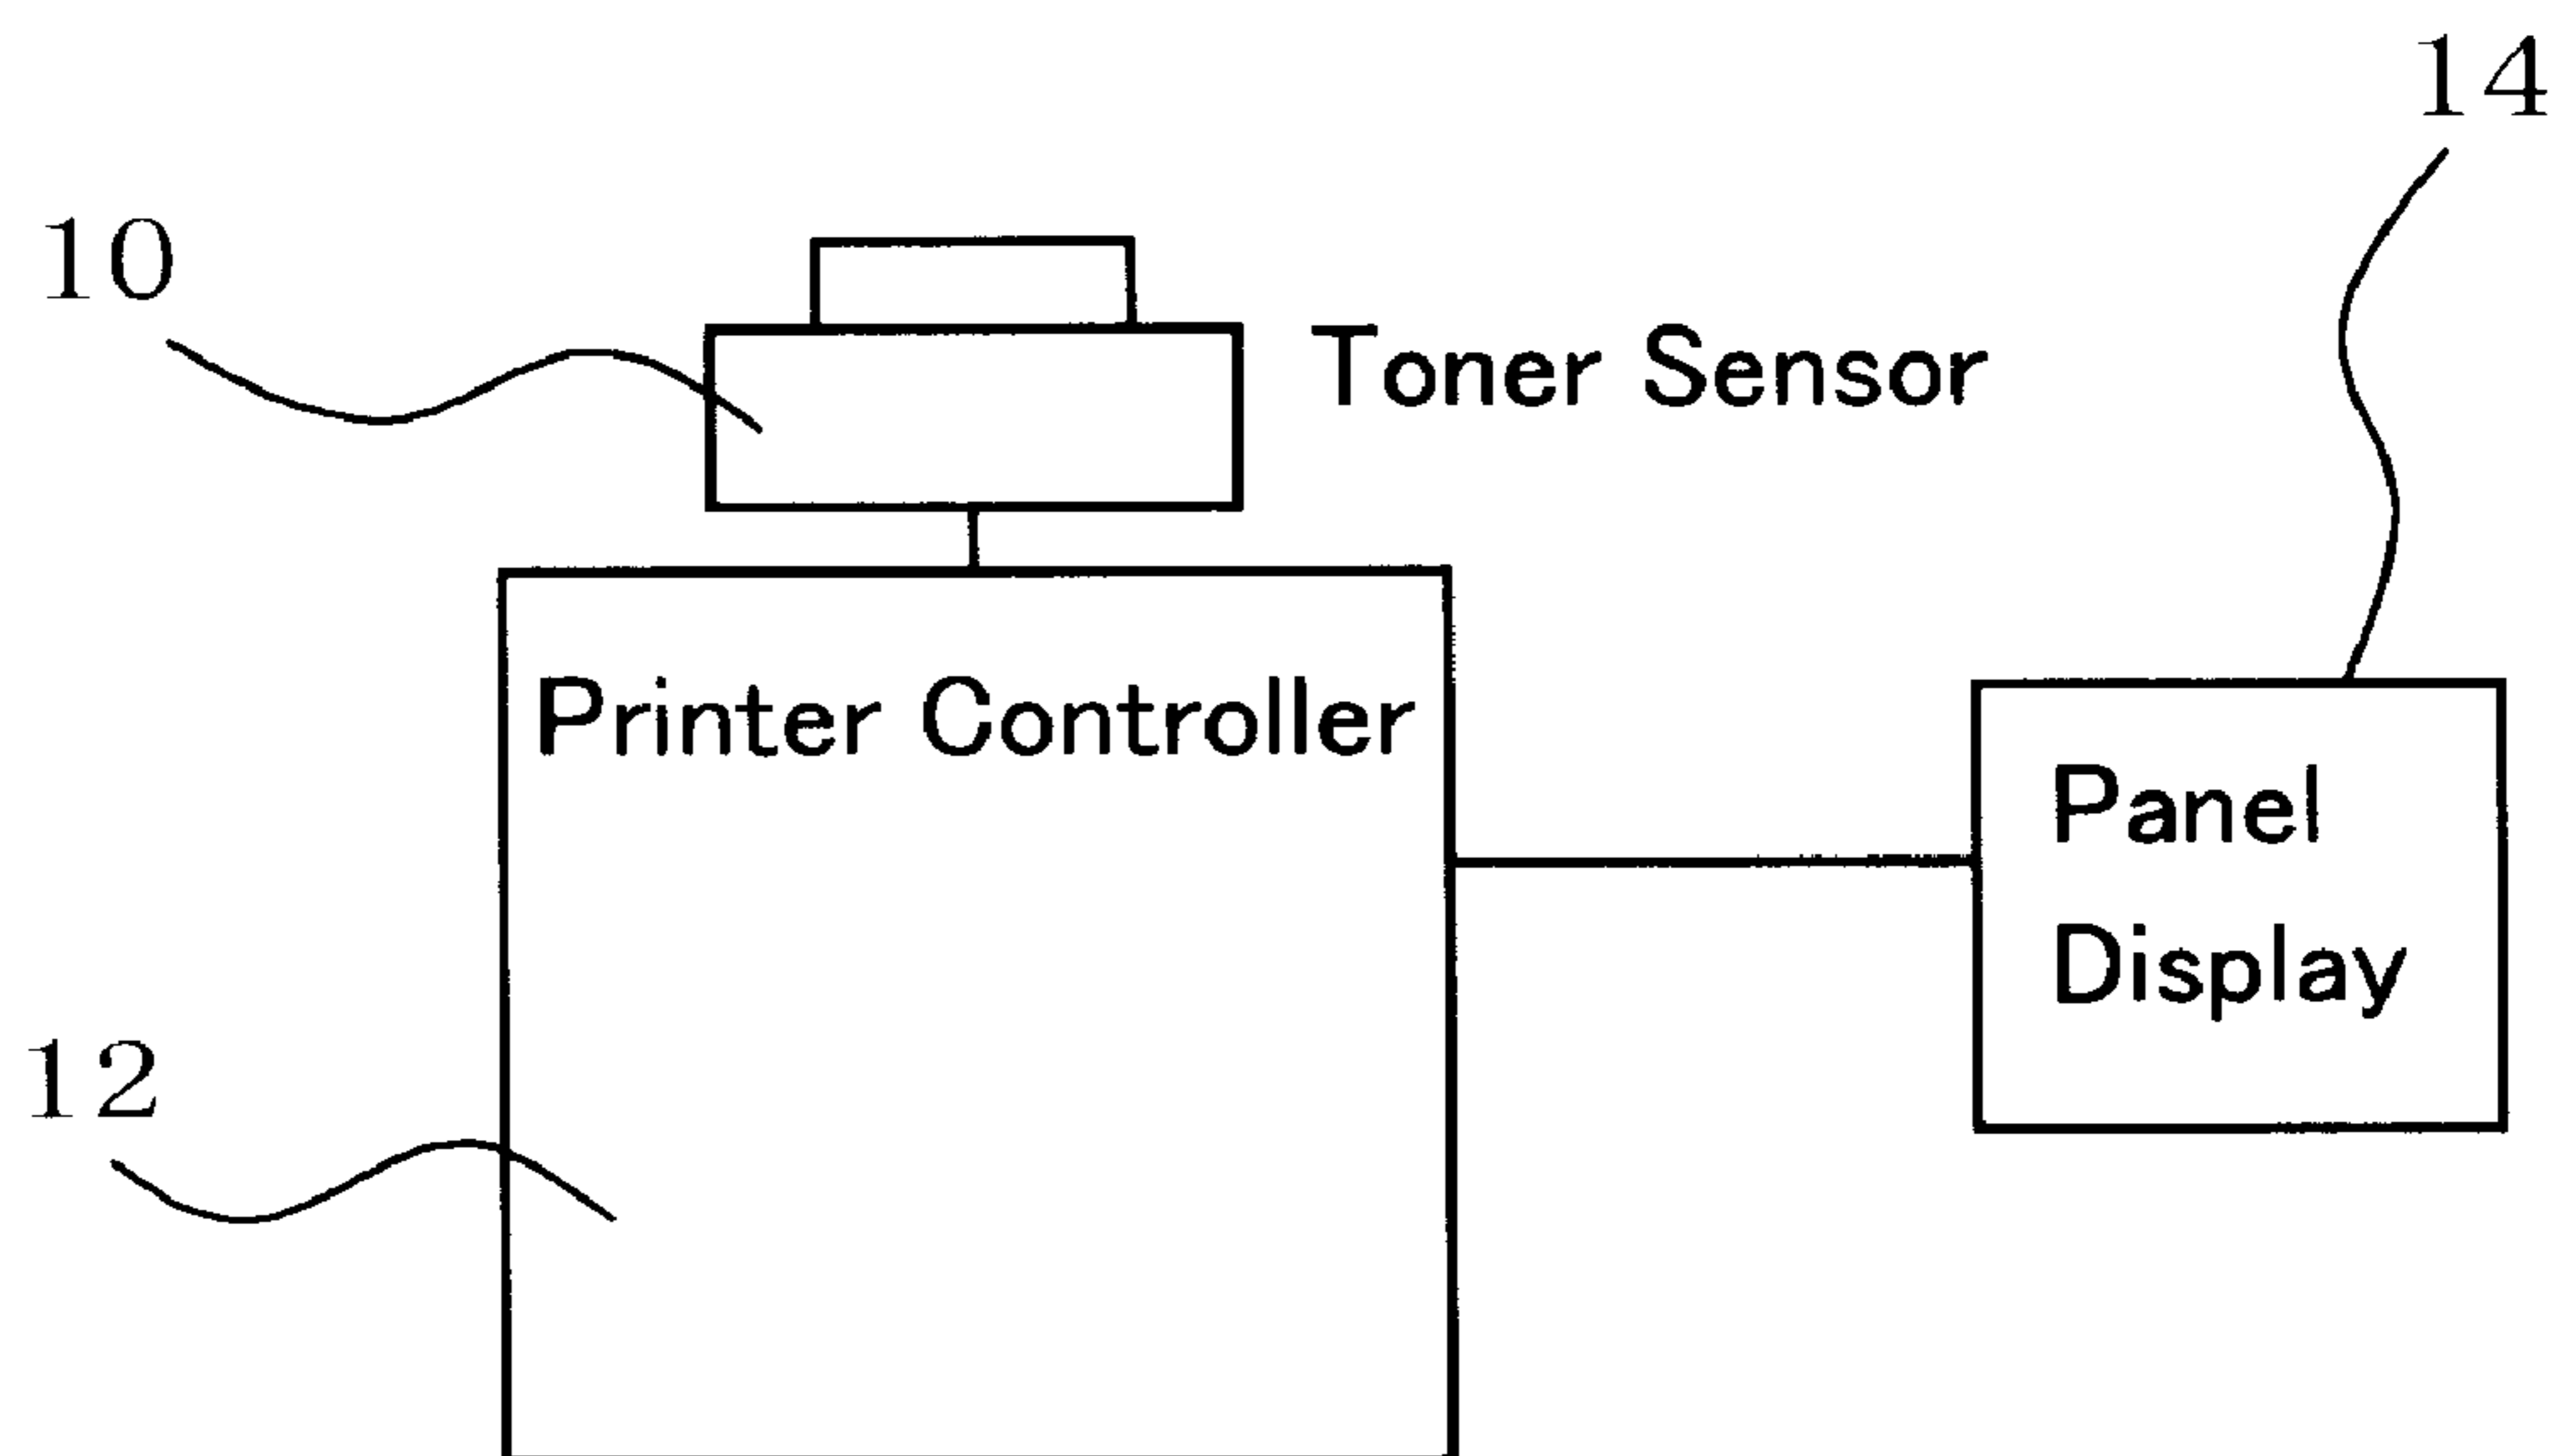 14
10
Toner Sensor
Printer Controller
Panel
Display
12